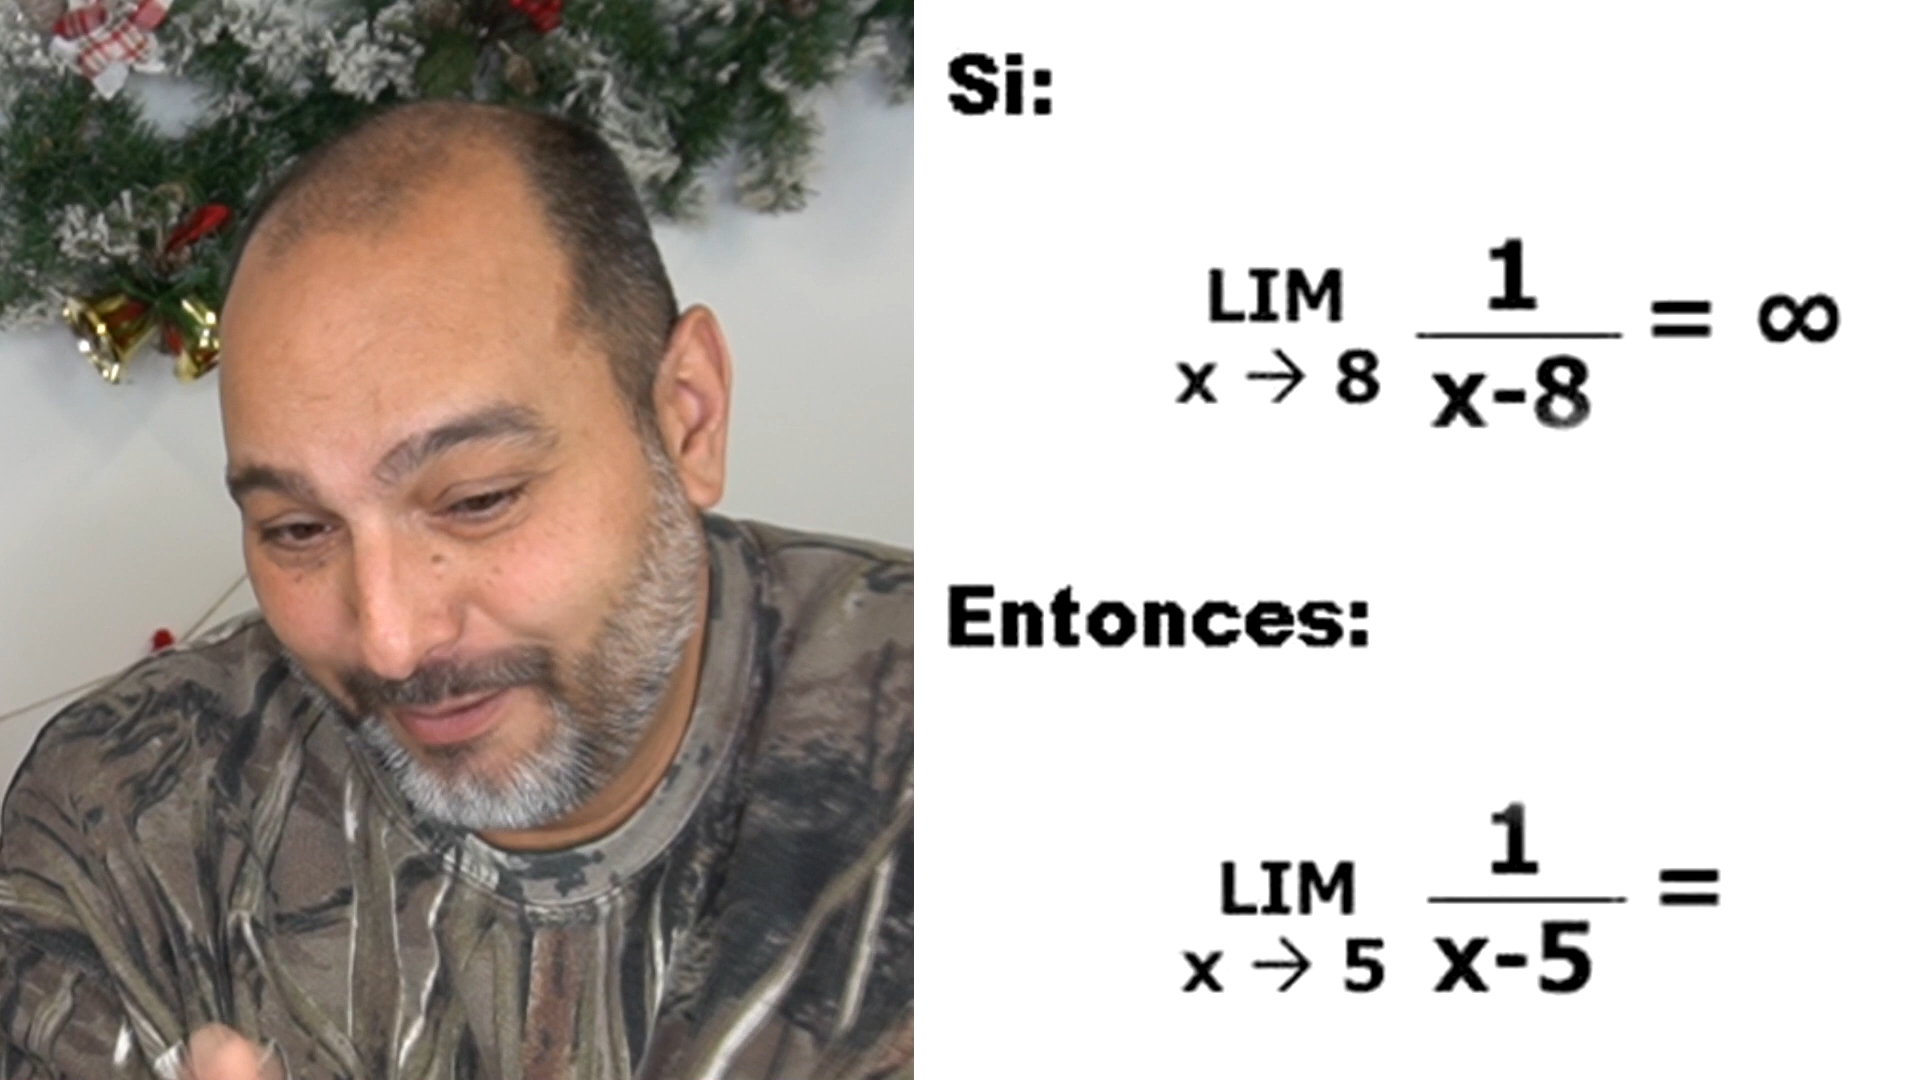 Si:
LIM x → 8 1/x-8 = ∞
Entonces:
LIM x → 5 1/x-5 =